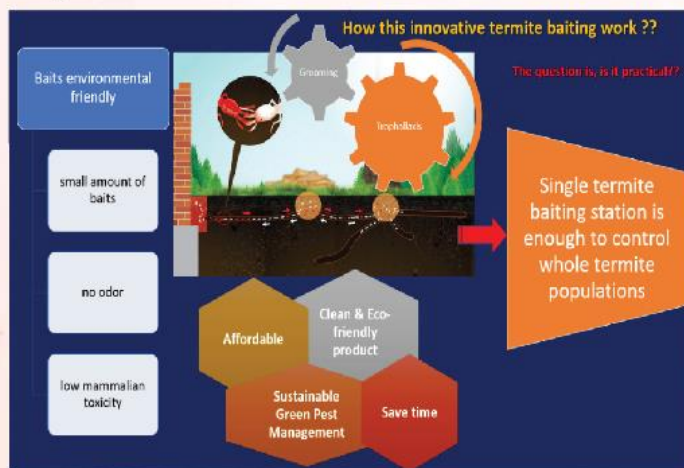 How this innovative termite baiting work ??
The question is, is it practical??
Baits environmental
friendly
small amount of
baits
no odor
low mammalian
toxicity
Grooming
Trophallaxis
Single termite
baiting station is
enough to control
whole termite
populations
Affordable
Clean & Eco-
friendly
product
Sustainable
Green Pest
Management
Save time